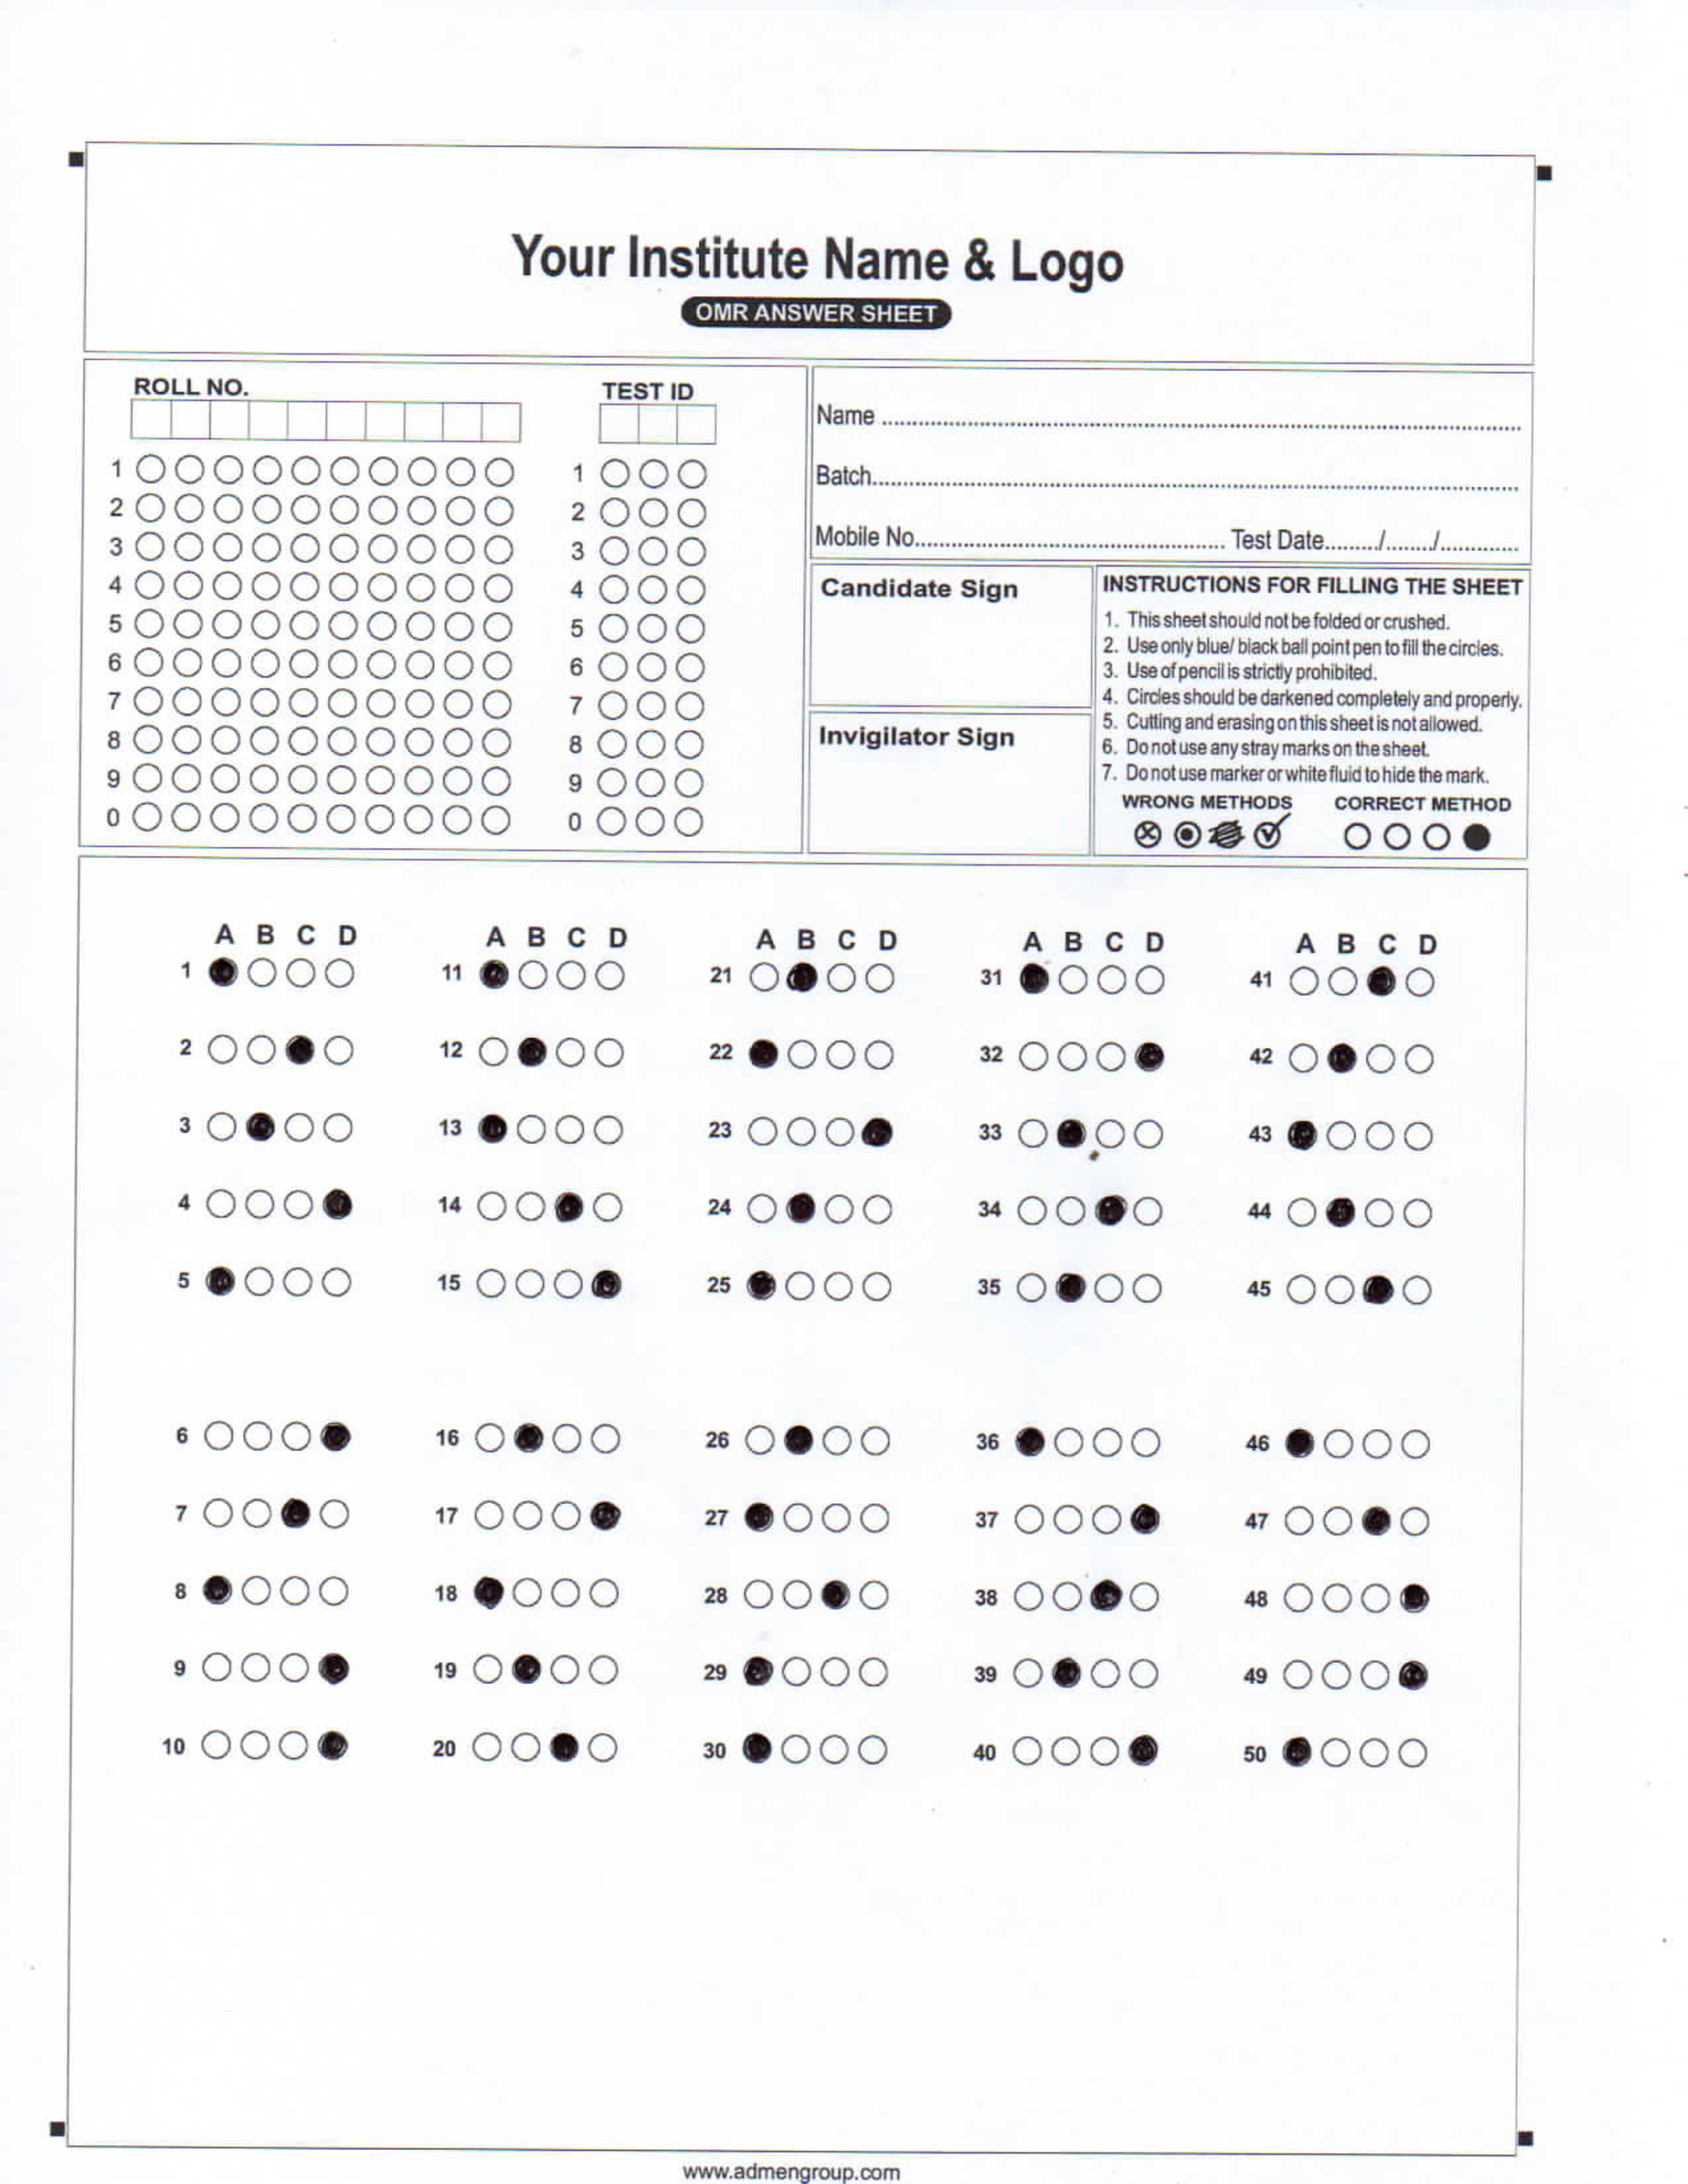 Your Institute Name & Logo
OMR ANSWER SHEET
ROLL NO.
1
2
3
4
5
6
7
8
9
0
TEST ID
1
2
3
4
5
6
7
8
9
0
Name
Batch
Mobile No. Test Date / /
Candidate Sign
Invigilator Sign
INSTRUCTIONS FOR FILLING THE SHEET
1. This sheet should not be folded or crushed.
2. Use only blue/ black ball point pen to fill the circles.
3. Use of pencil is strictly prohibited.
4. Circles should be darkened completely and properly.
5. Cutting and erasing on this sheet is not allowed.
6. Do not use any stray marks on the sheet.
7. Do not use marker or white fluid to hide the mark.
WRONG METHODS CORRECT METHOD
A B C D A B C D A B C D A B C D A B C D
1 11 21 31 41
2 12 22 32 42
3 13 23 33 43
4 14 24 34 44
5 15 25 35 45
6 16 26 36 46
7 17 27 37 47
8 18 28 38 48
9 19 29 39 49
10 20 30 40 50
www.admengroup.com